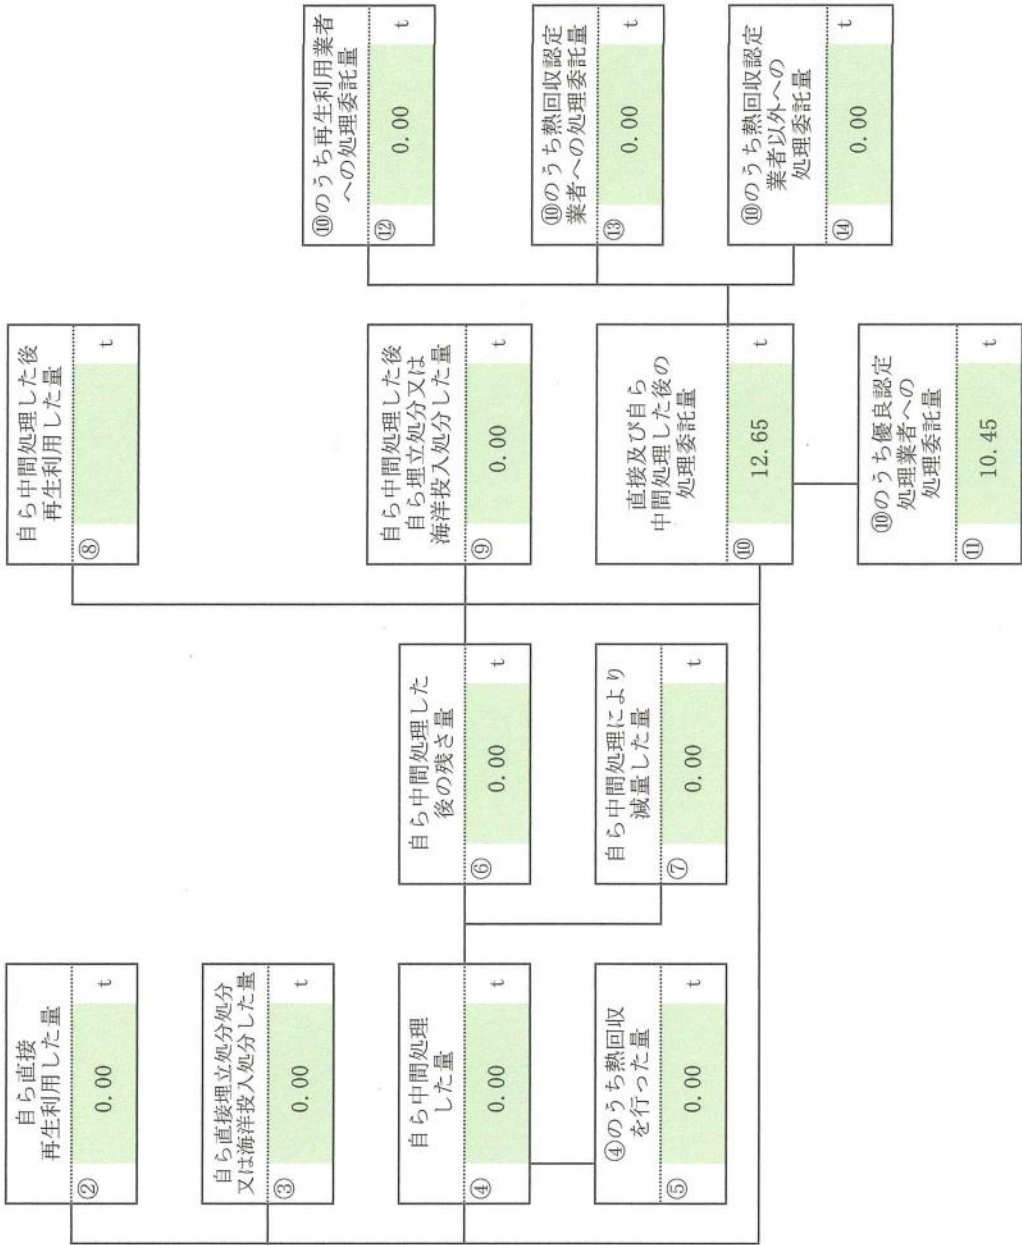 自ら直接
再生利用した量
② 0.00 t
自ら直接埋立処分処分
又は海洋投入処分した量
③ 0.00 t
自ら中間処理
した量
④ 0.00 t
④のうち熱回収
を行った量
⑤ 0.00 t
自ら中間処理した
後の残さ量
⑥ 0.00 t
自ら中間処理により
減量した量
⑦ 0.00 t
自ら中間処理した後
再生利用した量
⑧ t
自ら中間処理した後
自ら埋立処分又は
海洋投入処分した量
⑨ 0.00 t
直接及び自ら
中間処理した後の
処理委託量
⑩ 12.65 t
⑩のうち優良認定
処理業者への
処理委託量
⑪ 10.45 t
⑩のうち再生利用業者
への処理委託量
⑫ 0.00 t
⑩のうち熱回収認定
業者への処理委託量
⑬ 0.00 t
⑩のうち熱回収認定
業者以外への
処理委託量
⑭ 0.00 t